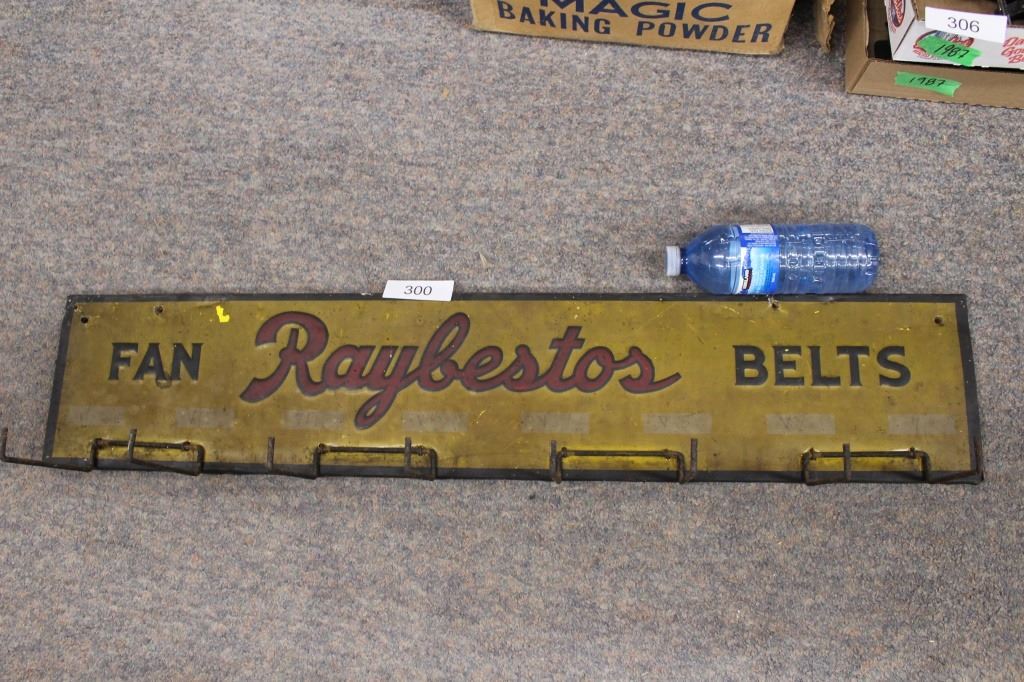 MAGIC
BAKING POWDER
306
1987
1987
300
FAN Raybestos BELTS